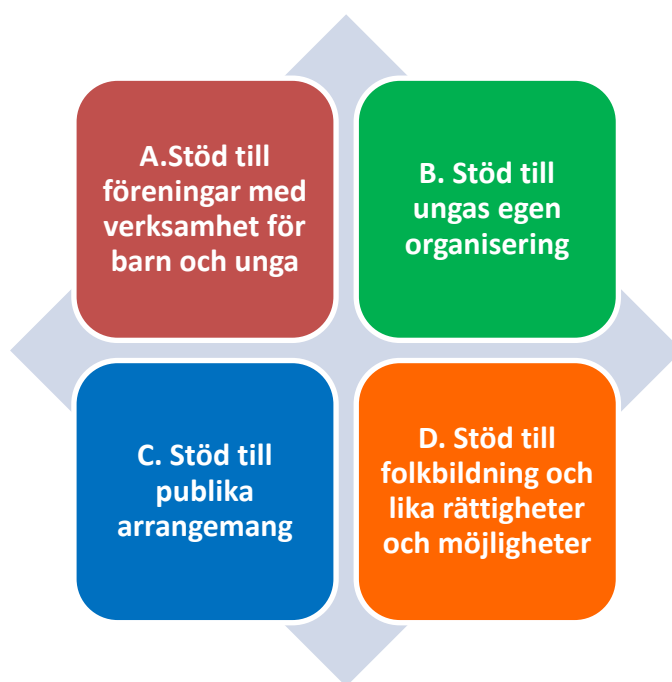 A.Stöd till
föreningar med
verksamhet för
barn och unga
B. Stöd till
ungas egen
organisering
C. Stöd till
publika
arrangemang
D. Stöd till
folkbildning och
lika rättigheter
och möjligheter